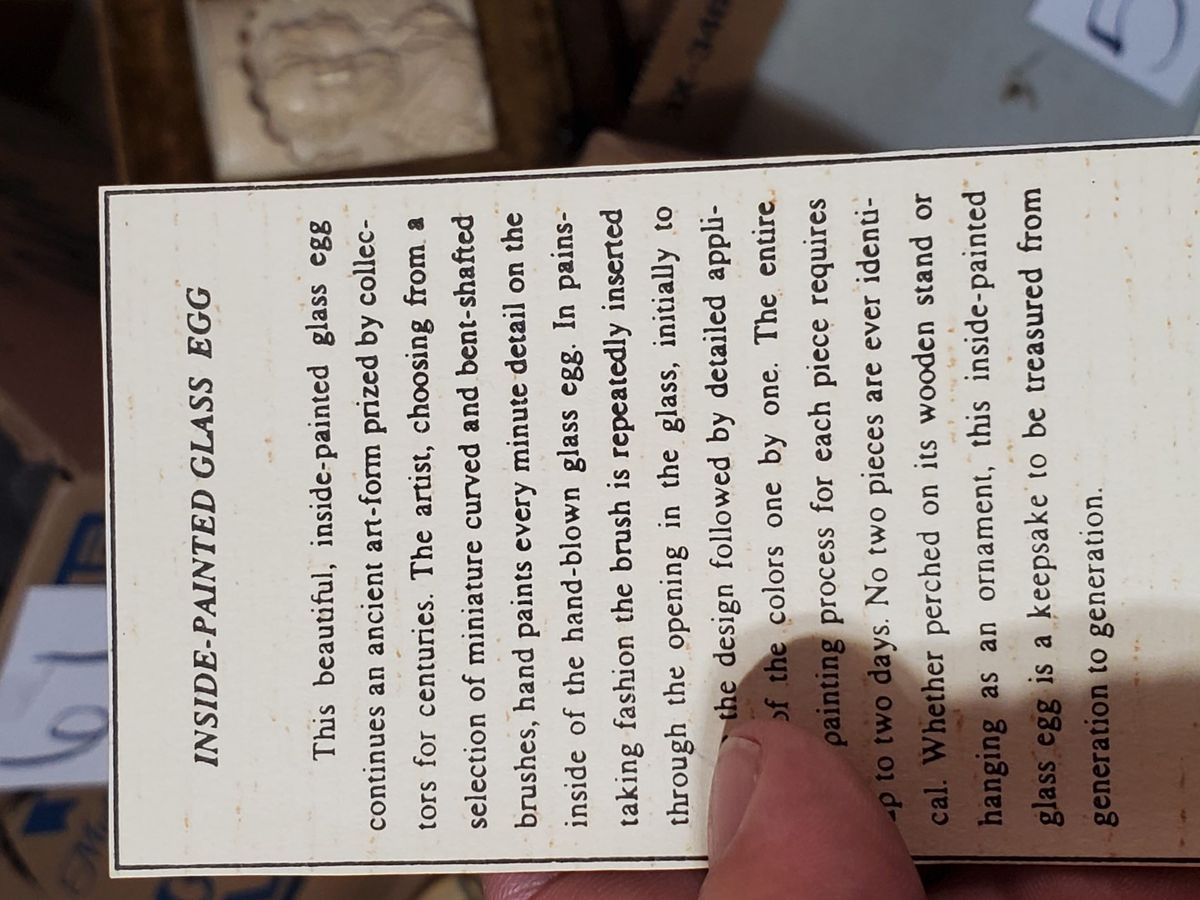 INSIDE-PAINTED GLASS EGG
This beautiful, inside-painted glass egg
continues an ancient art-form prized by collec-
tors for centuries. The artist, choosing from a
selection of miniature curved and bent-shafted
brushes, hand paints every minute detail on the
inside of the hand-blown glass egg. In pains-
taking fashion the brush is repeatedly inserted
through the opening in the glass, initially to
the design followed by detailed appli-
of the colors one by one. The entire
painting process for each piece requires
up to two days. No two pieces are ever identi-
cal. Whether perched on its wooden stand or
hanging as an ornament, this inside-painted
glass egg is a keepsake to be treasured from
generation to generation.